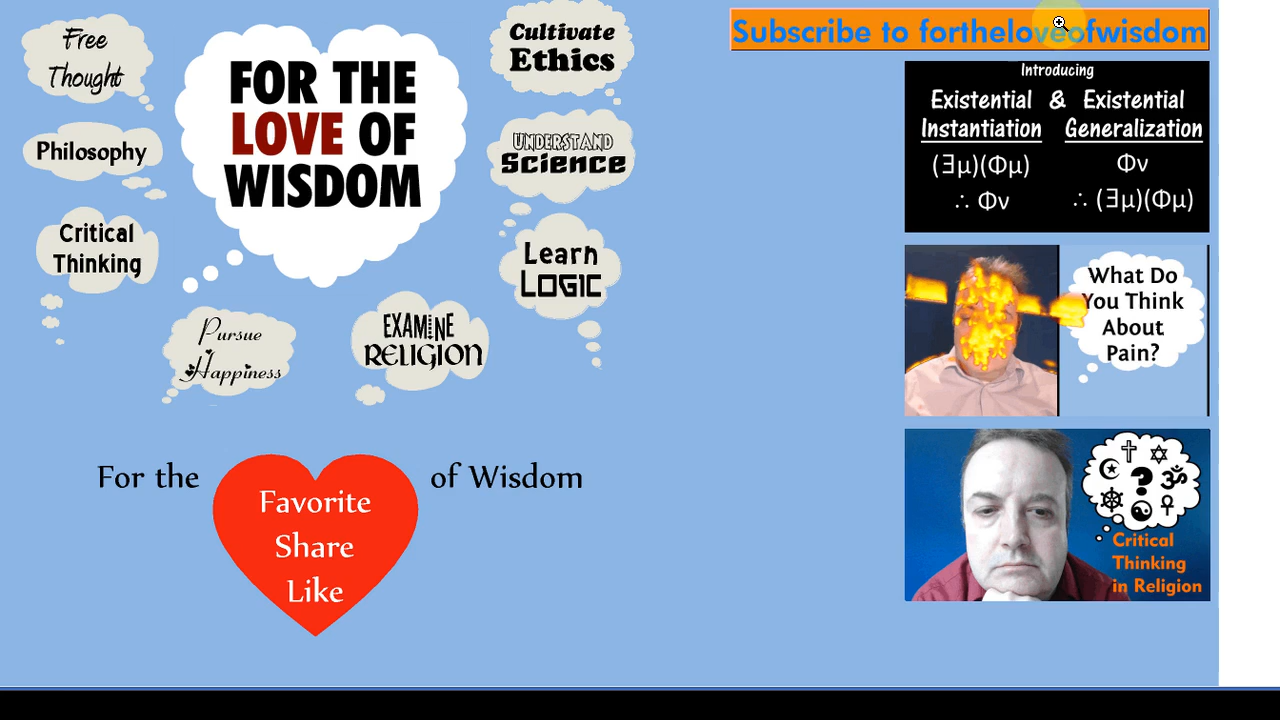 Free
Thought
Philosophy
Critical
Thinking
FOR THE
LOVE OF
WISDOM
Cultivate
Ethics
UNDERSTAND
Science
Learn
LOGIC
Pursue
Happiness
EXAMINE
RELIGION
For the
Favorite
Share
Like
of Wisdom
Subscribe to fortheloveofwisdom
Introducing
Existential & Existential
Instantiation Generalization
(∃μ)(Φμ) Φν
∴ Φν ∴ (∃μ)(Φμ)
What Do
You Think
About
Pain?
Critical
Thinking
in Religion